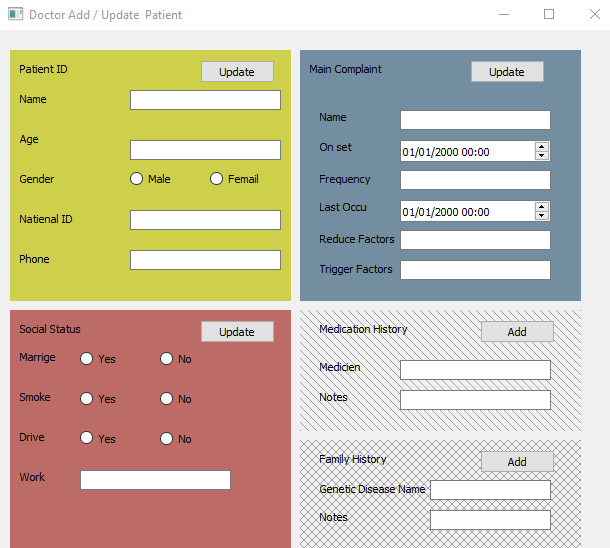 Doctor Add / Update  Patient
Patient ID
Update
Name
Age
Gender
Male
Femail
Natienal ID
Phone
Main Complaint
Update
Name
On set
01/01/2000 00:00
Frequency
Last Occu
01/01/2000 00:00
Reduce Factors
Trigger Factors
Social Status
Update
Marrige
Yes
No
Smoke
Yes
No
Drive
Yes
No
Work
Medication History
Add
Medicien
Notes
Family History
Add
Genetic Disease Name
Notes